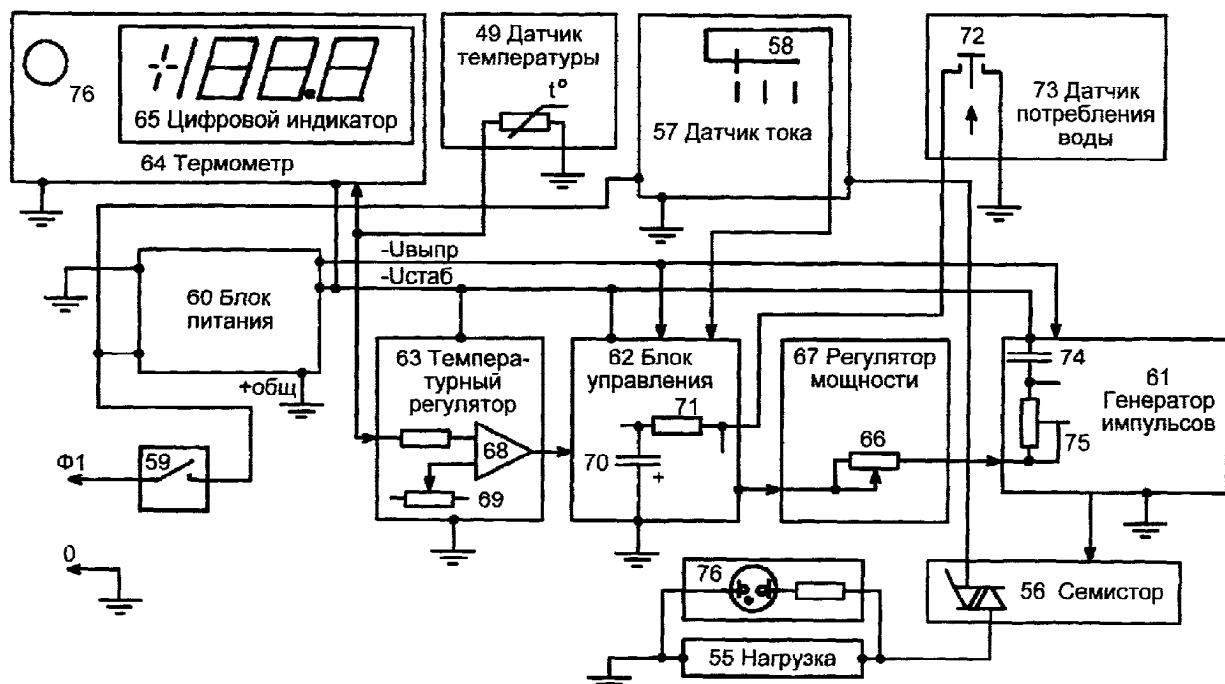 76
+188.8
65 Цифровой индикатор
64 Термометр
49 Датчик
температуры
t°
58
57 Датчик тока
72
73 Датчик
потребления
воды
-Uвыпр
-Uстаб
60 Блок
питания
+общ
63 Темпера-
турный
регулятор
68
69
62 Блок
управления
71
70
+
67 Регулятор
мощности
66
74
61
Генератор
импульсов
75
Ф1
59
0
76
56 Семистор
55 Нагрузка